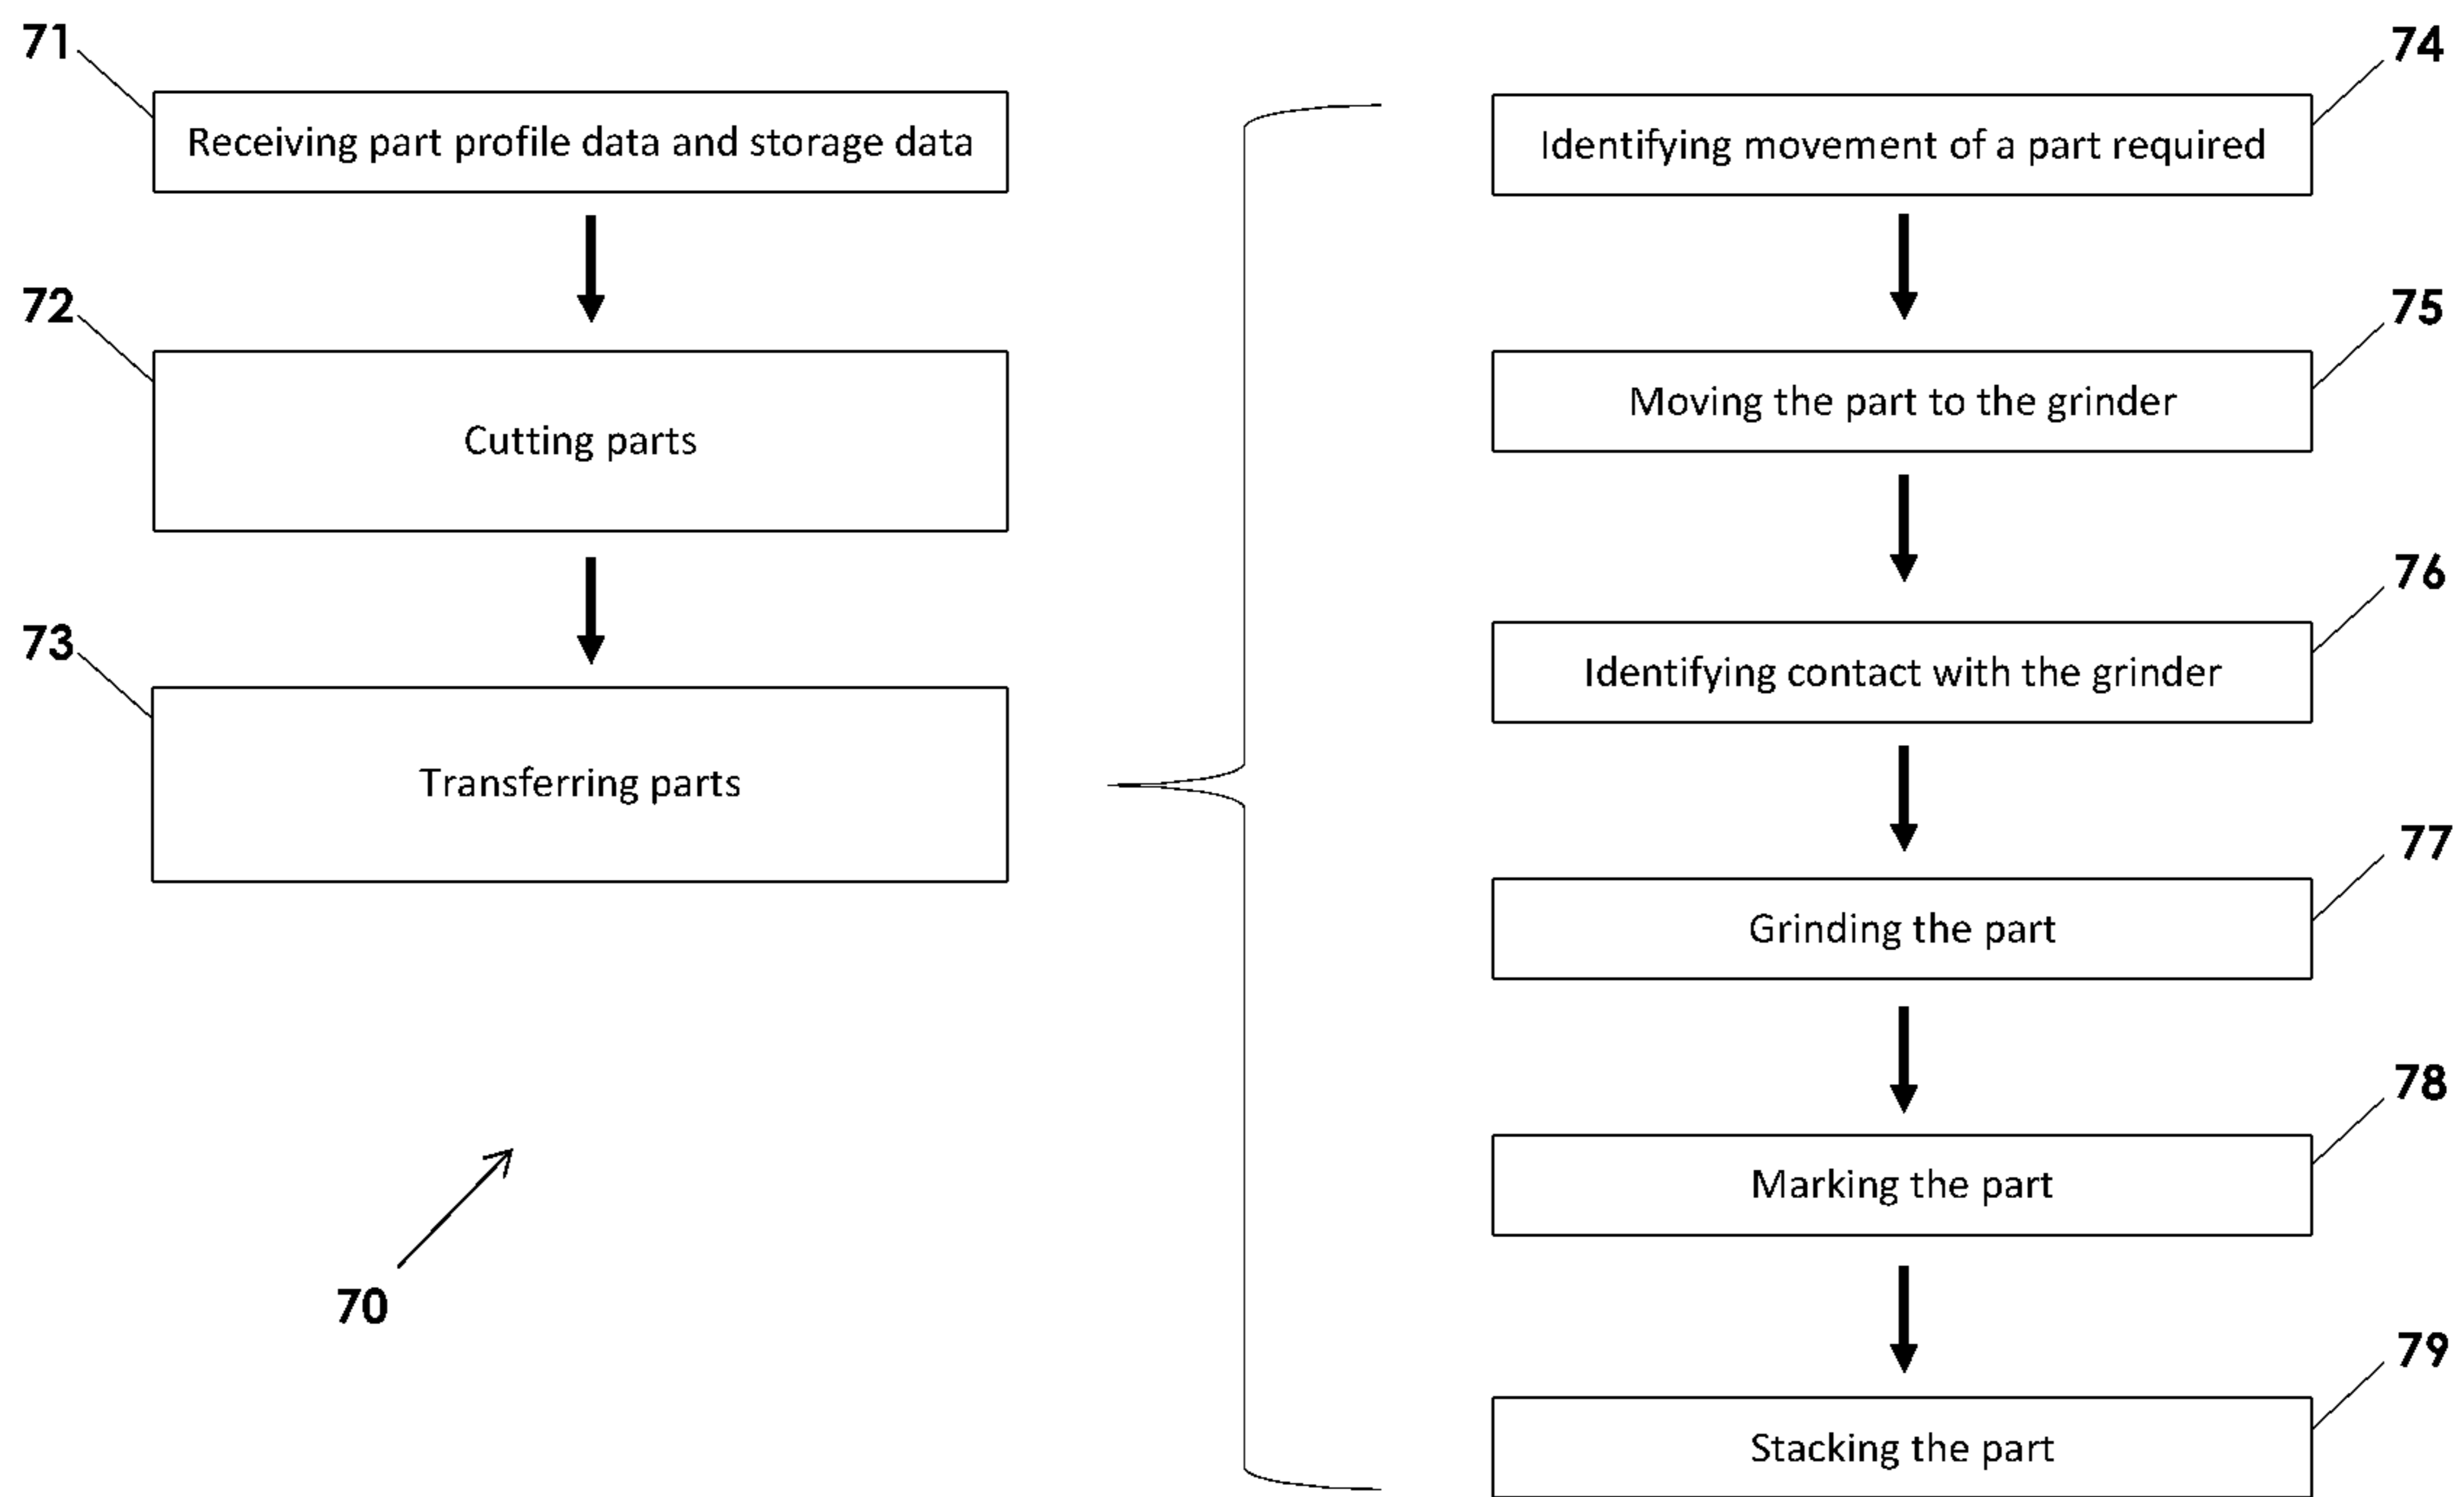 71
Receiving part profile data and storage data
72
Cutting parts
73
Transferring parts
70
74
Identifying movement of a part required
75
Moving the part to the grinder
76
Identifying contact with the grinder
77
Grinding the part
78
Marking the part
79
Stacking the part